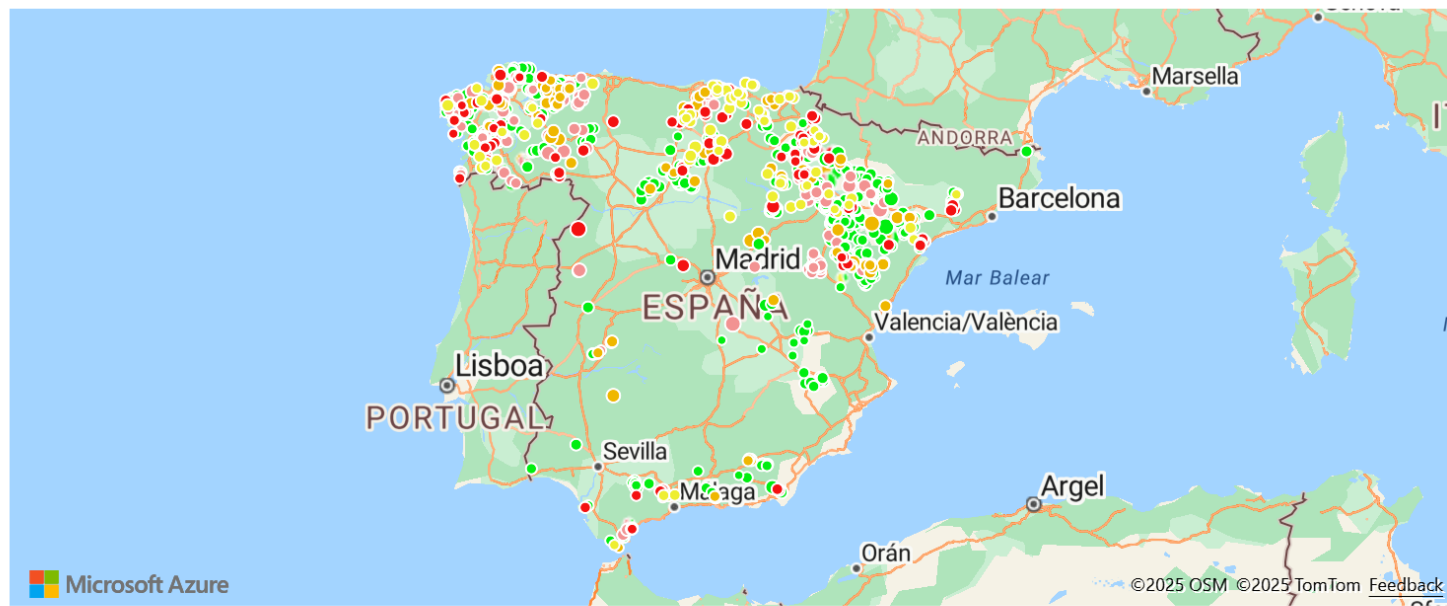 Marsella
ANDORRA
Barcelona
Madrid
Mar Balear
ESPAÑA
Valencia/València
Lisboa
PORTUGAL
Sevilla
Málaga
Argel
Orán
Microsoft Azure
©2025 OSM ©2025 TomTom Feedback